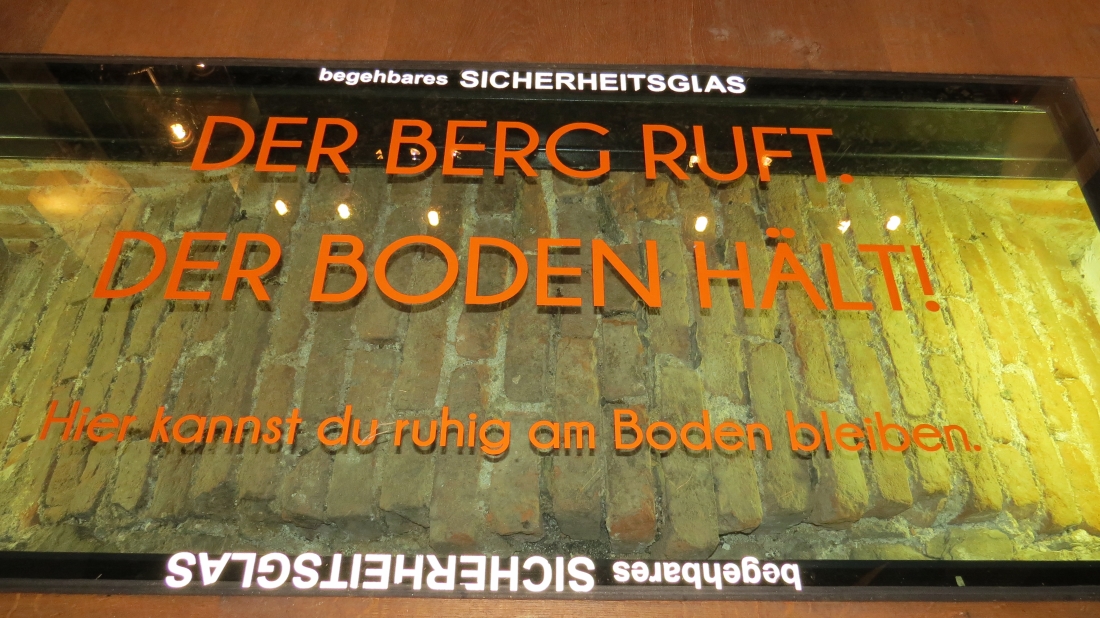 begehbares SICHERHEITSGLAS
DER BERG RUFT.
DER BODEN HÄLT!
Hier kannst du ruhig am Boden bleiben.
begehbares SICHERHEITSGLAS